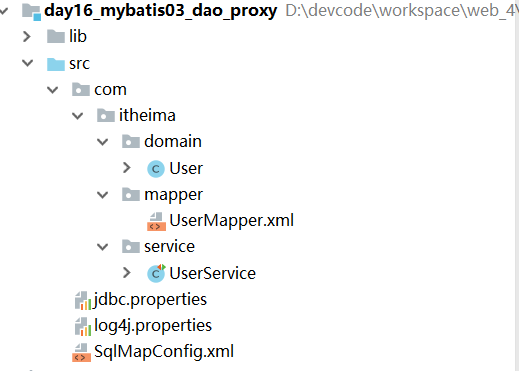 day16_mybatis03_dao_proxy D:\devcode\workspace\web_4\
lib
src
com
itheima
domain
User
mapper
UserMapper.xml
service
UserService
jdbc.properties
log4j.properties
SqlMapConfig.xml